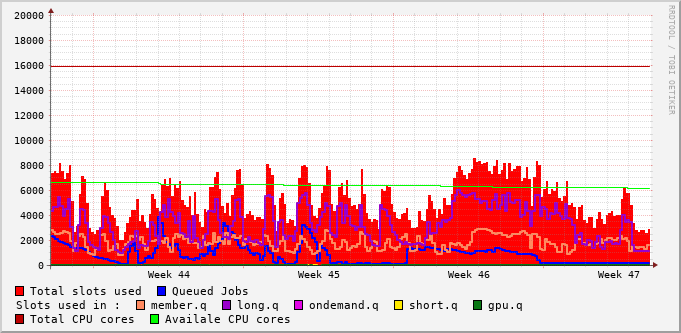 20000
18000
16000
14000
12000
10000
8000
6000
4000
2000
0
Week 44 Week 45 Week 46 Week 47
RRDTOOL / TOBI OETIKER
Total slots used Queued Jobs
Slots used in : member.q long.q ondemand.q short.q gpu.q
Total CPU cores Availale CPU cores